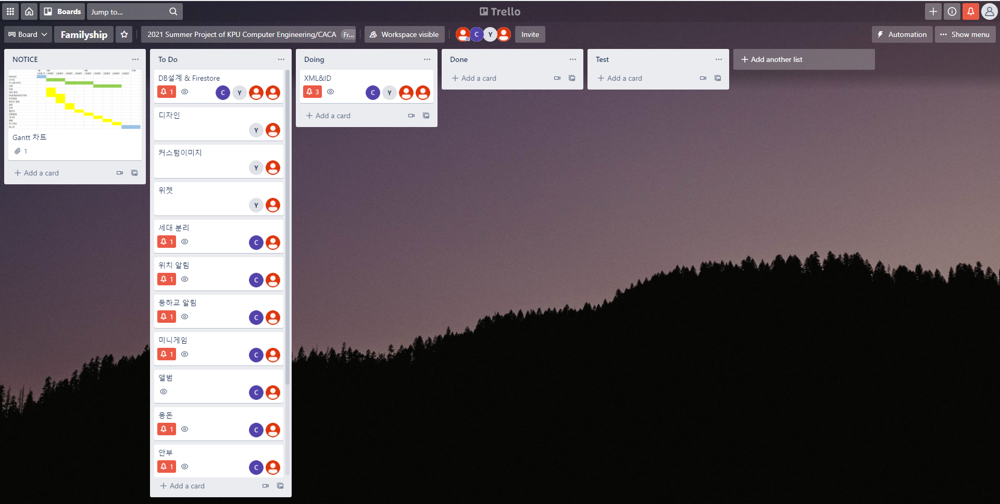 Boards
Jump to...
Trello
Board
Familyship
2021 Summer Project of KPU Computer Engineering/CACA
Fr...
Workspace visible
C
Y
Invite
Automation
Show menu
NOTICE
Gantt 차트
1
Add a card
To Do
DB설계 & Firestore
1
C
Y
디자인
Y
커스텀이미지
Y
위젯
Y
세대 분리
1
C
위치 알림
1
C
등하교 알림
1
C
미니게임
1
C
앨범
C
용돈
1
C
안부
1
C
Add a card
Doing
XML&ID
3
C
Y
Add a card
Done
Add a card
Test
Add a card
Add another list